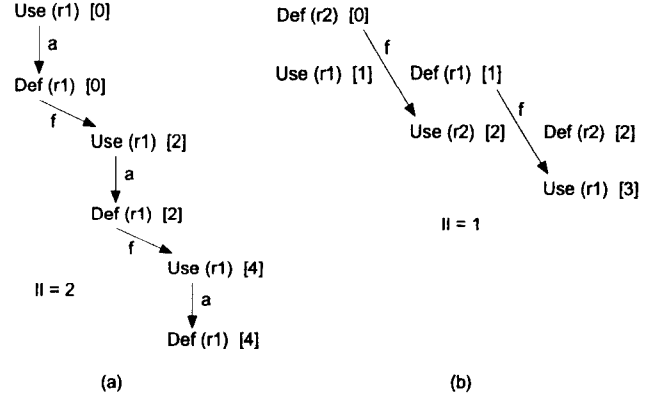 Use (r1) [0]
a
Def (r1) [0]
f
Use (r1) [2]
a
Def (r1) [2]
f
Use (r1) [4]
II = 2
a
Def (r1) [4]
(a)
Def (r2) [0]
f
Use (r1) [1] Def (r1) [1]
f
Use (r2) [2] Def (r2) [2]
Use (r1) [3]
II = 1
(b)